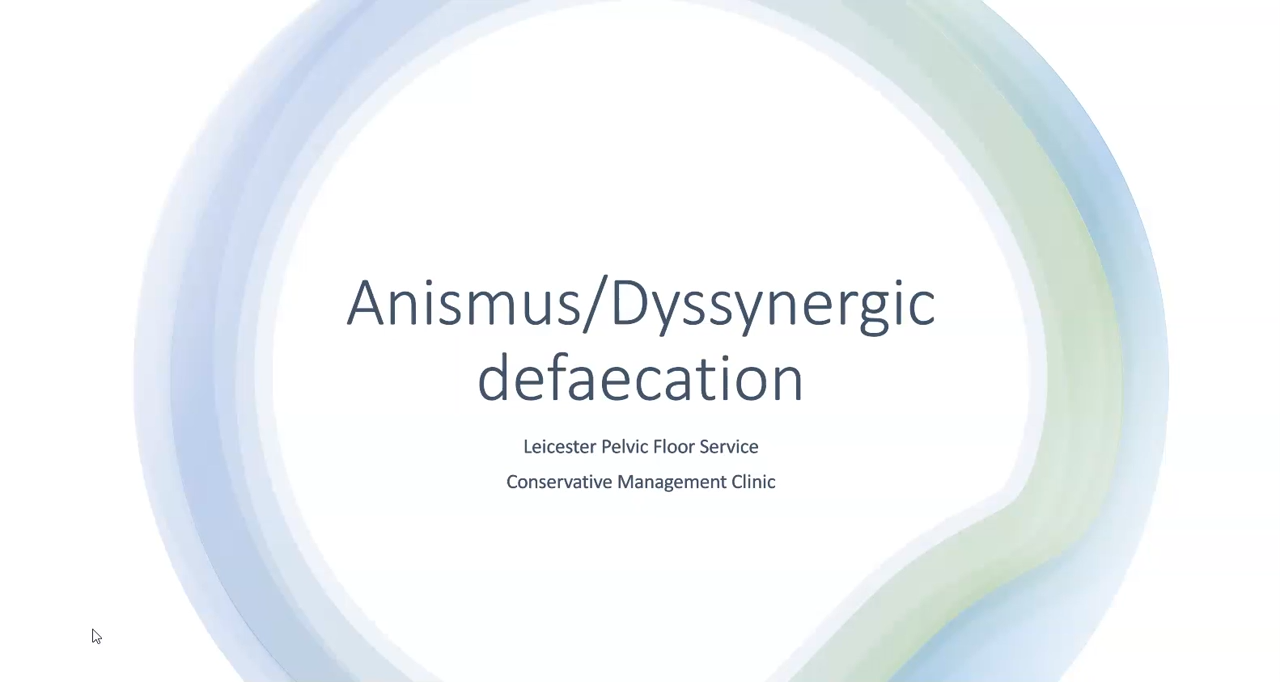 Anismus/Dyssynergic
defaecation
Leicester Pelvic Floor Service
Conservative Management Clinic